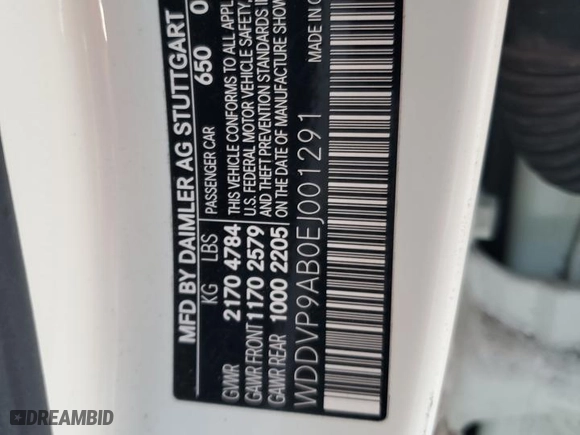 MFD BY DAIMLER AG STUTTGART
KG LBS PASSENGER CAR 650
GVWR 2170 4784 THIS VEHICLE CONFORMS TO ALL
GAWR FRONT 1170 2579 U.S. FEDERAL MOTOR VEHICLE SAFETY,
GAWR REAR 1000 2205 AND THEFT PREVENTION STANDARDS
ON THE DATE OF MANUFACTURE
WDDVP9AB0EJ001291 MADE IN
DREAMBID